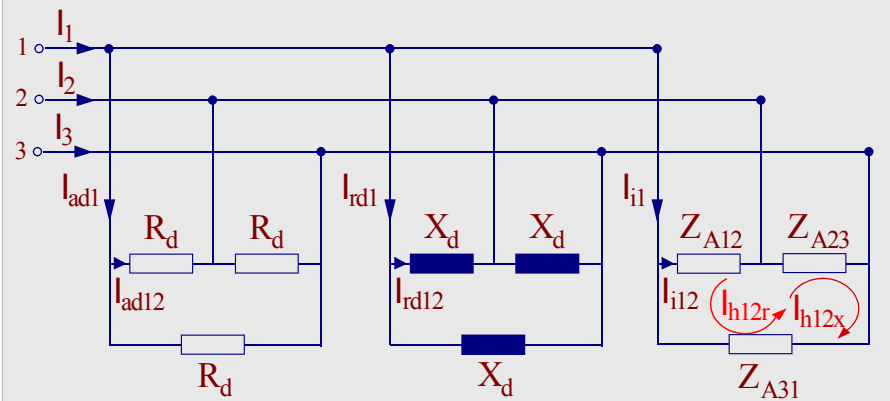 1 I1
2 I2
3 I3
Iad1 Ird1 Ii1
Rd Rd Xd Xd ZA12 ZA23
Iad12 Ird12 Ii12 Ih12r Ih12x
Rd Xd ZA31